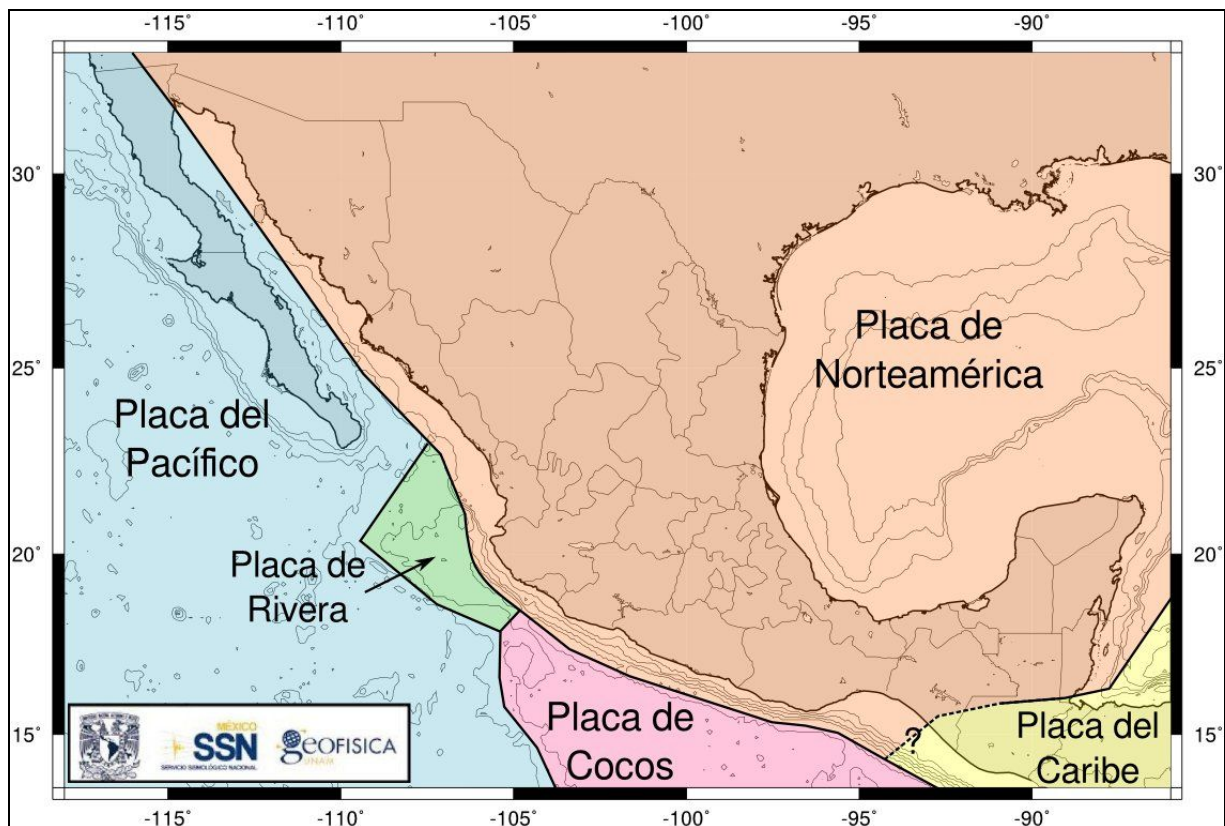 -115° -110° -105° -100° -95° -90°
30° 30°
Placa de
Norteamérica
25° 25°
Placa del
Pacífico
20° 20°
Placa de
Rivera
Placa de
Cocos
?
Placa del
Caribe
15° 15°
MÉXICO
SSN
SERVICIO SISMOLÓGICO NACIONAL
geOFISICA
UNAM
-115° -110° -105° -100° -95° -90°